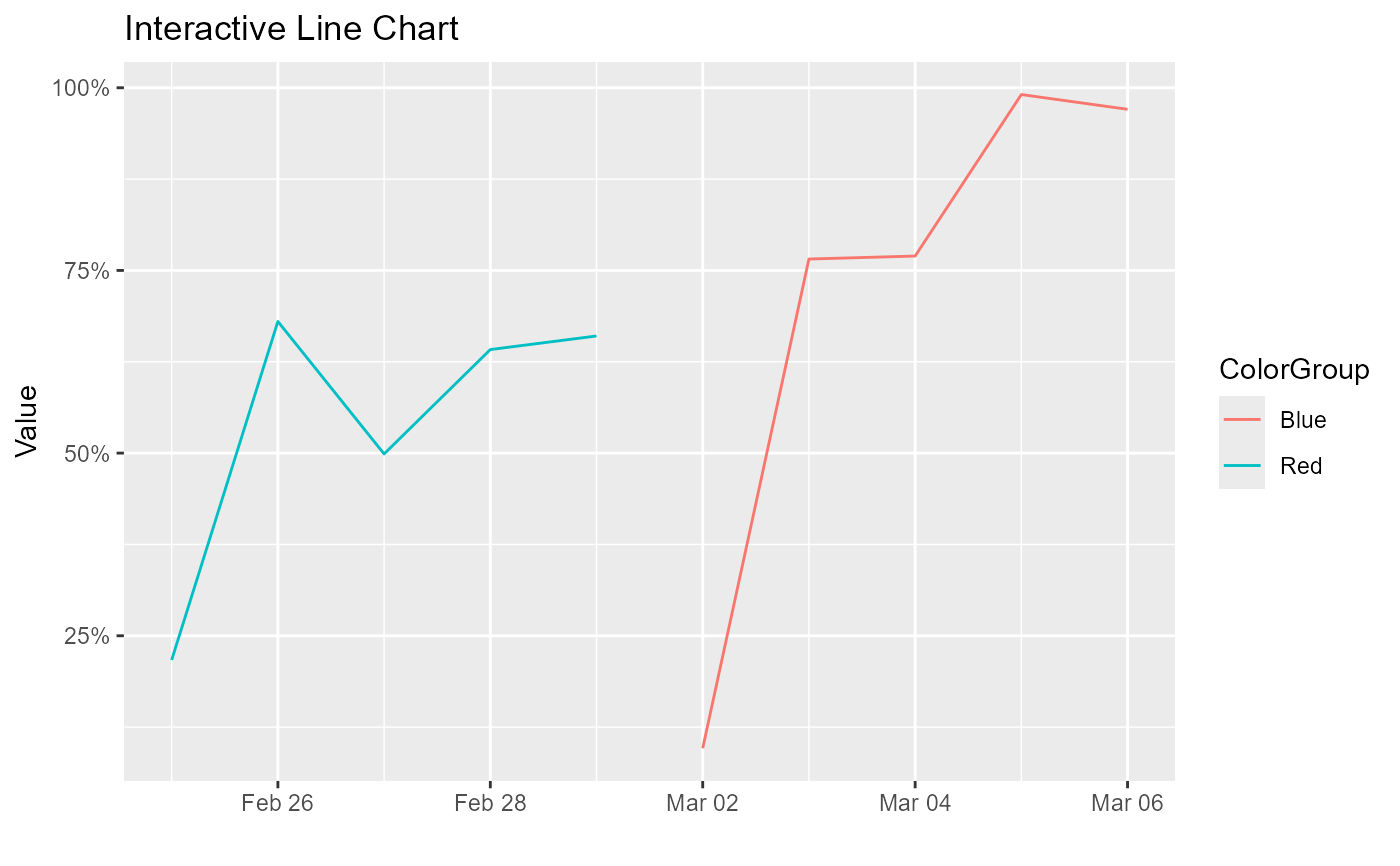 Interactive Line Chart
100%
75%
50%
25%
Value
Feb 26
Feb 28
Mar 02
Mar 04
Mar 06
ColorGroup
Blue
Red